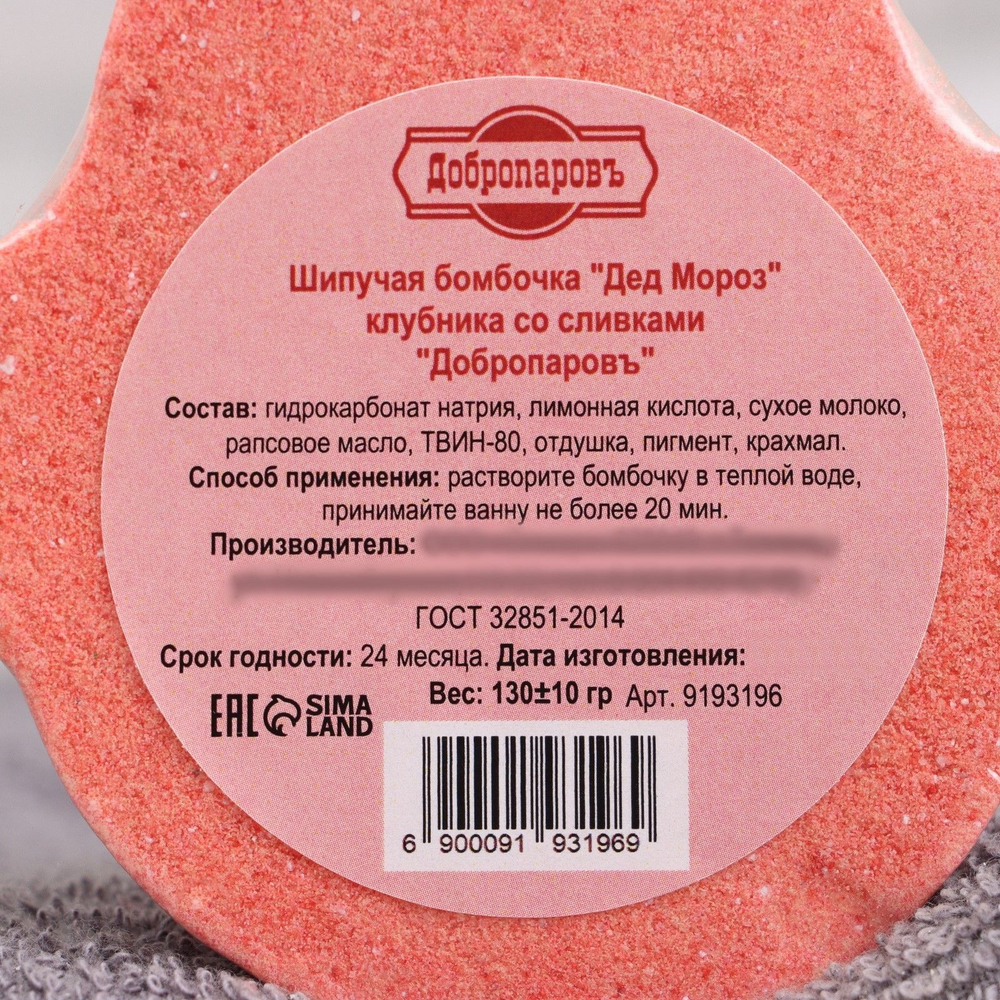 Добропаровъ
Шипучая бомбочка "Дед Мороз"
клубника со сливками
"Добропаровъ"
Состав: гидрокарбонат натрия, лимонная кислота, сухое молоко,
рапсовое масло, ТВИН-80, отдушка, пигмент, крахмал.
Способ применения: растворите бомбочку в теплой воде,
принимайте ванну не более 20 мин.
Производитель:
ГОСТ 32851-2014
Срок годности: 24 месяца. Дата изготовления:
Вес: 130±10 гр Арт. 9193196
EAC SIMA
LAND
6 900091 931969